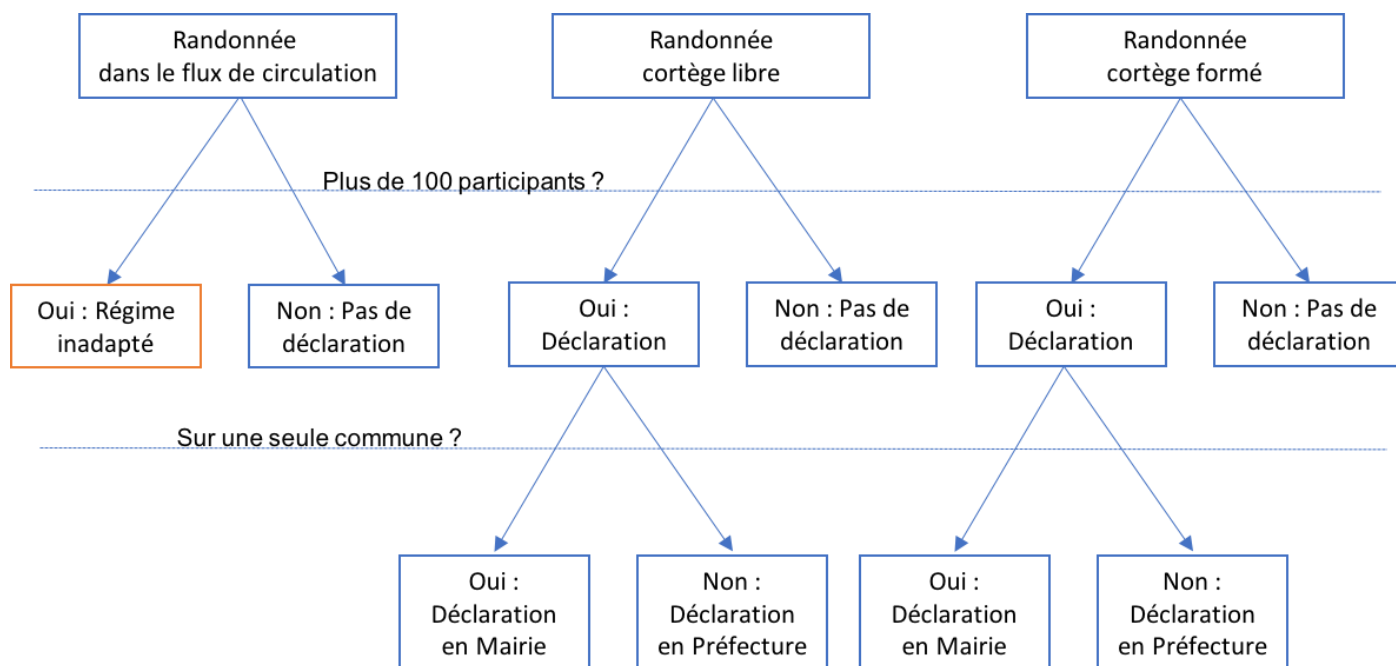 Randonnée
dans le flux de circulation
Randonnée
cortège libre
Randonnée
cortège formé
Plus de 100 participants ?
Oui : Régime
inadapté
Non : Pas de
déclaration
Oui :
Déclaration
Non : Pas de
déclaration
Oui :
Déclaration
Non : Pas de
déclaration
Sur une seule commune ?
Oui :
Déclaration
en Mairie
Non :
Déclaration
en Préfecture
Oui :
Déclaration
en Mairie
Non :
Déclaration
en Préfecture